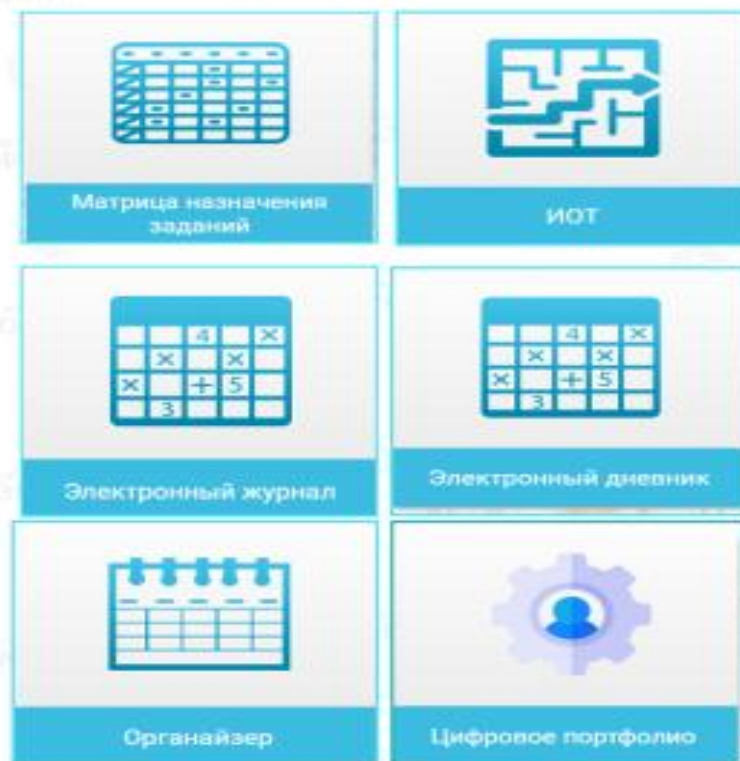 Матрица назначения
заданий
ИОТ
4 ×
× ×
× + 5
3
4 ×
× ×
× + 5
3
Электронный журнал
Электронный дневник
Органайзер
Цифровое портфолио